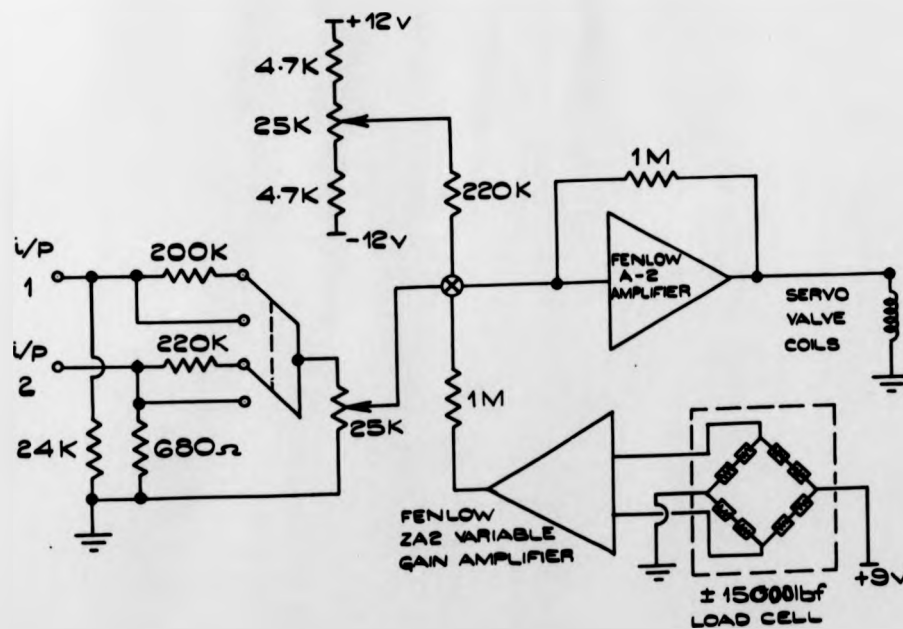 +12v
4.7K
25K
4.7K
-12v
220K
1M
i/P
1
200K
FENLOW
A-2
AMPLIFIER
SERVO
VALVE
COILS
i/P
2
220K
24K
680Ω
25K
1M
FENLOW
ZA2 VARIABLE
GAIN AMPLIFIER
+9v
± 15000lbf
LOAD CELL